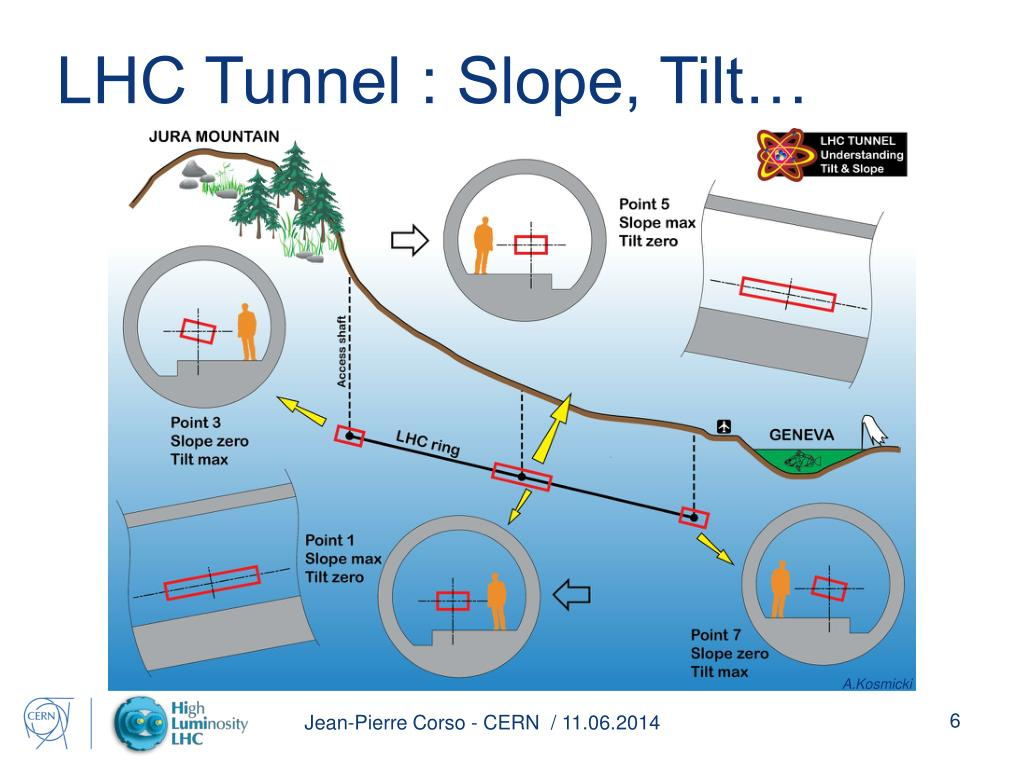 LHC Tunnel : Slope, Tilt…
JURA MOUNTAIN
LHC TUNNEL
Understanding
Tilt & Slope
Point 5
Slope max
Tilt zero
Access shaft
Point 3
Slope zero
Tilt max
LHC ring
GENEVA
Point 1
Slope max
Tilt zero
Point 7
Slope zero
Tilt max
A.Kosmicki
CERN
High
Luminosity
LHC
Jean-Pierre Corso - CERN / 11.06.2014
6